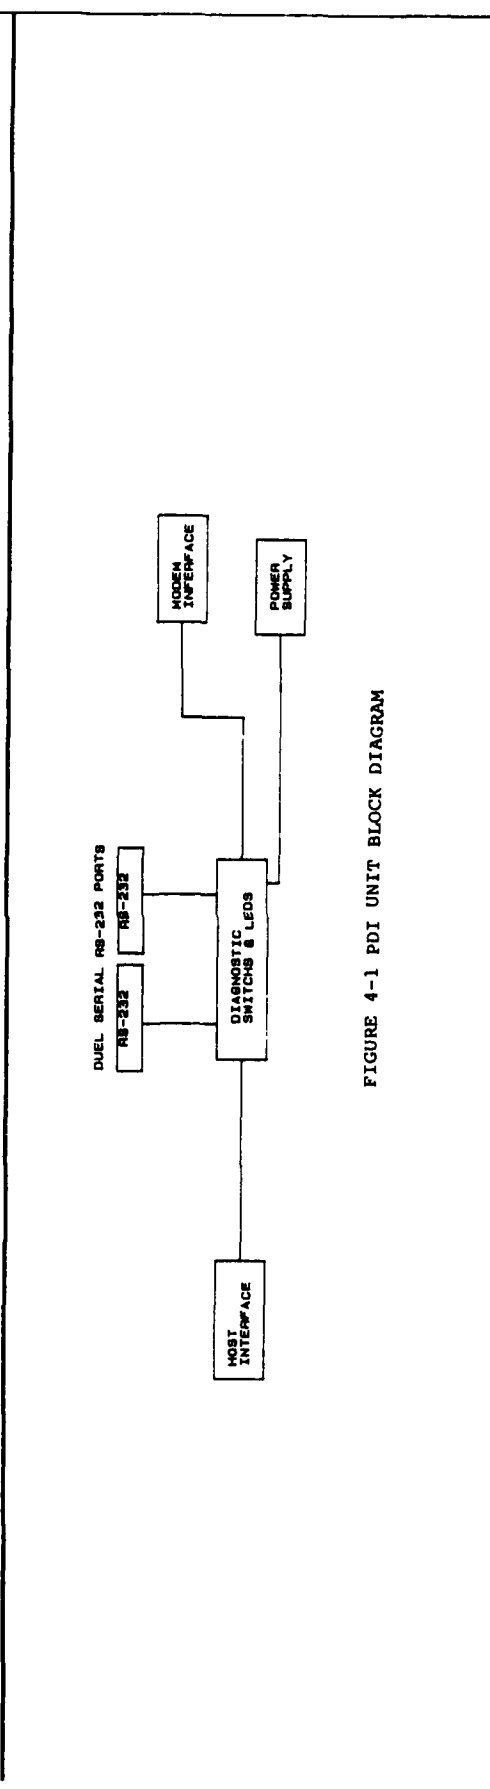 DUEL SERIAL RS-232 PORTS
RS-232
RS-232
MODEM
INFERFACE
HOST
INTERFACE
DIAGNOSTIC
SWITCHS & LEDS
POWER
SUPPLY
FIGURE 4-1 PDI UNIT BLOCK DIAGRAM